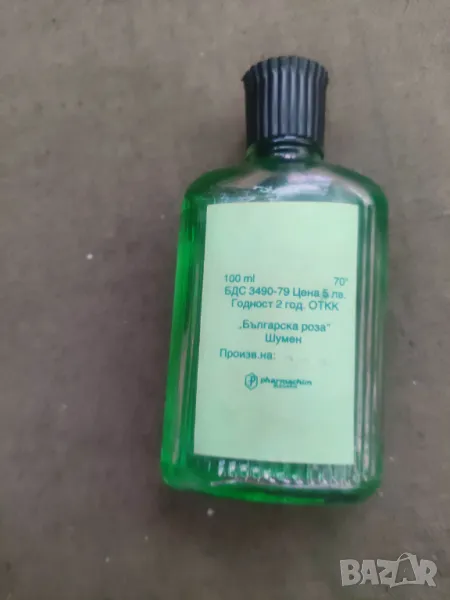 100 ml 70°
БДС 3490-79 Цена 5 лв.
Годност 2 год. ОТКК
„Българска роза"
Шумен
Произв.на:
pharmachim
BAZAR.bg